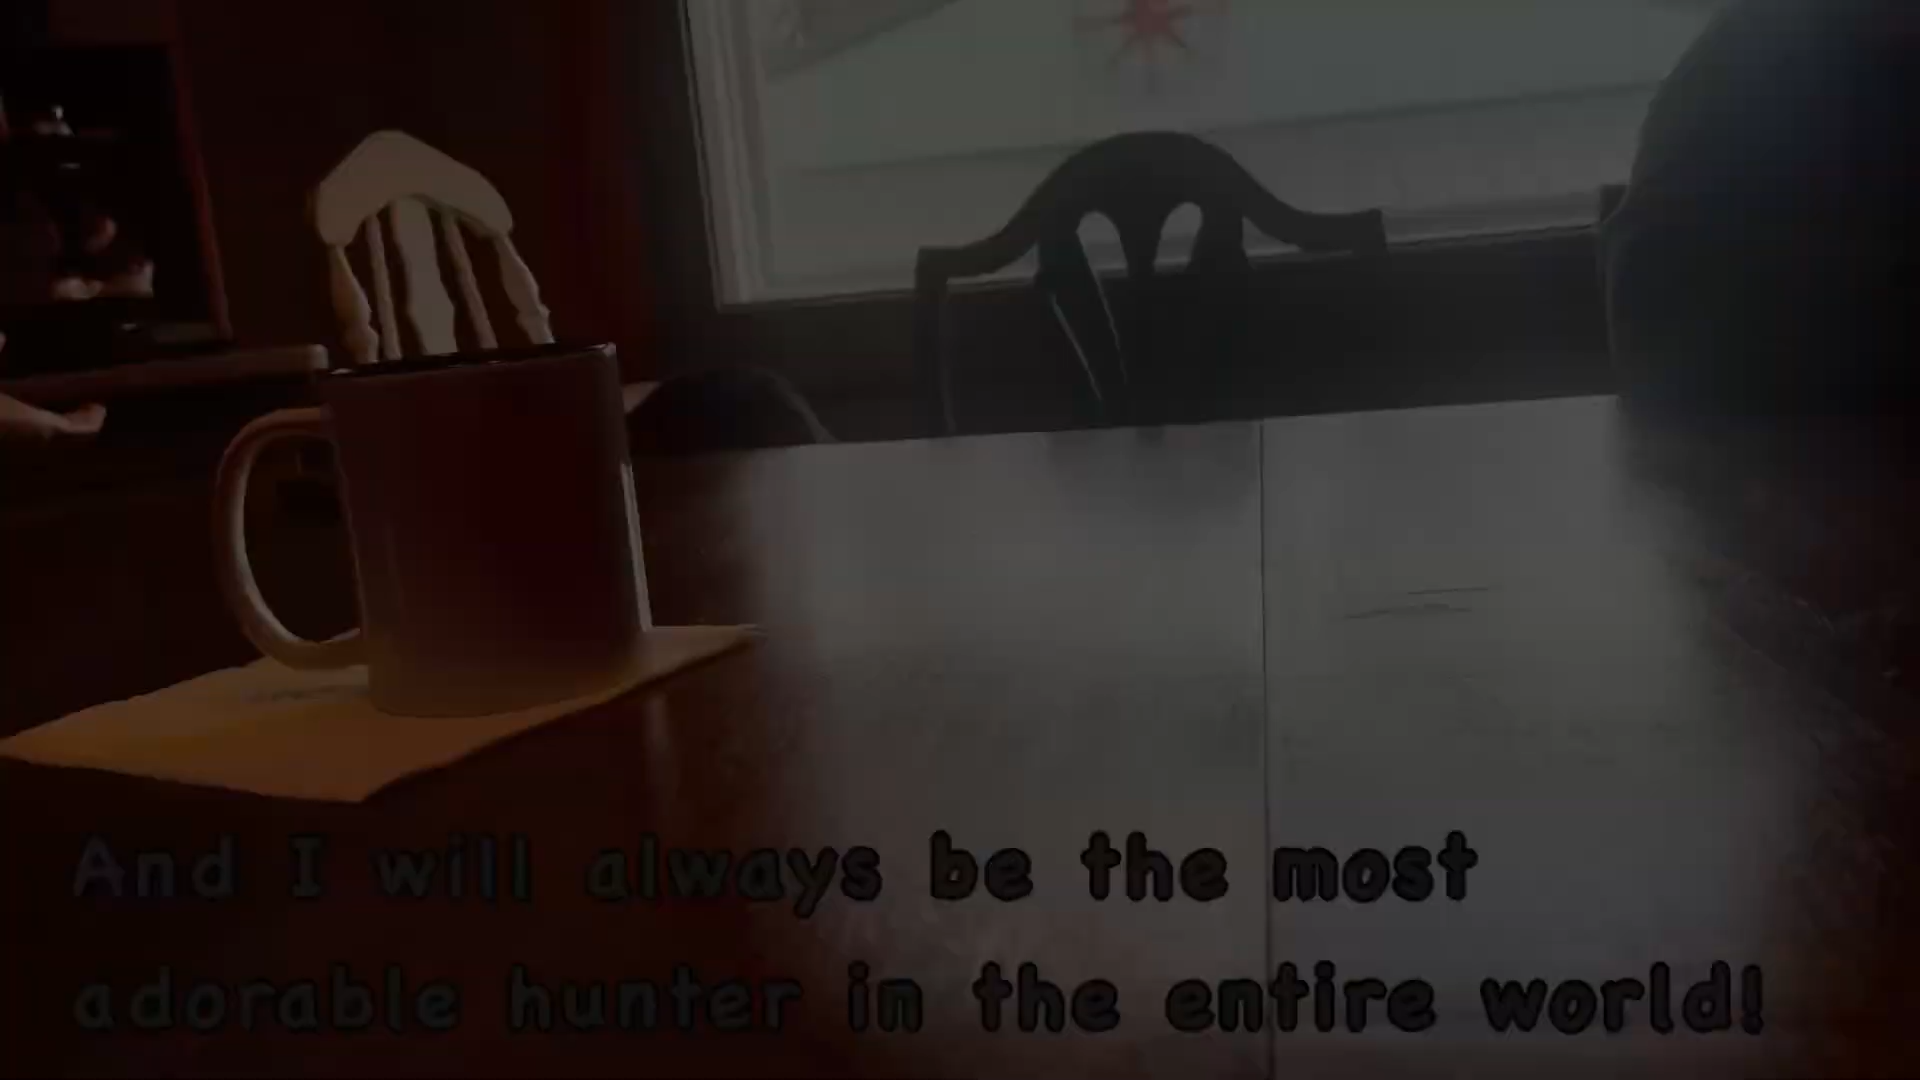 And I will always be the most
adorable hunter in the entire world!